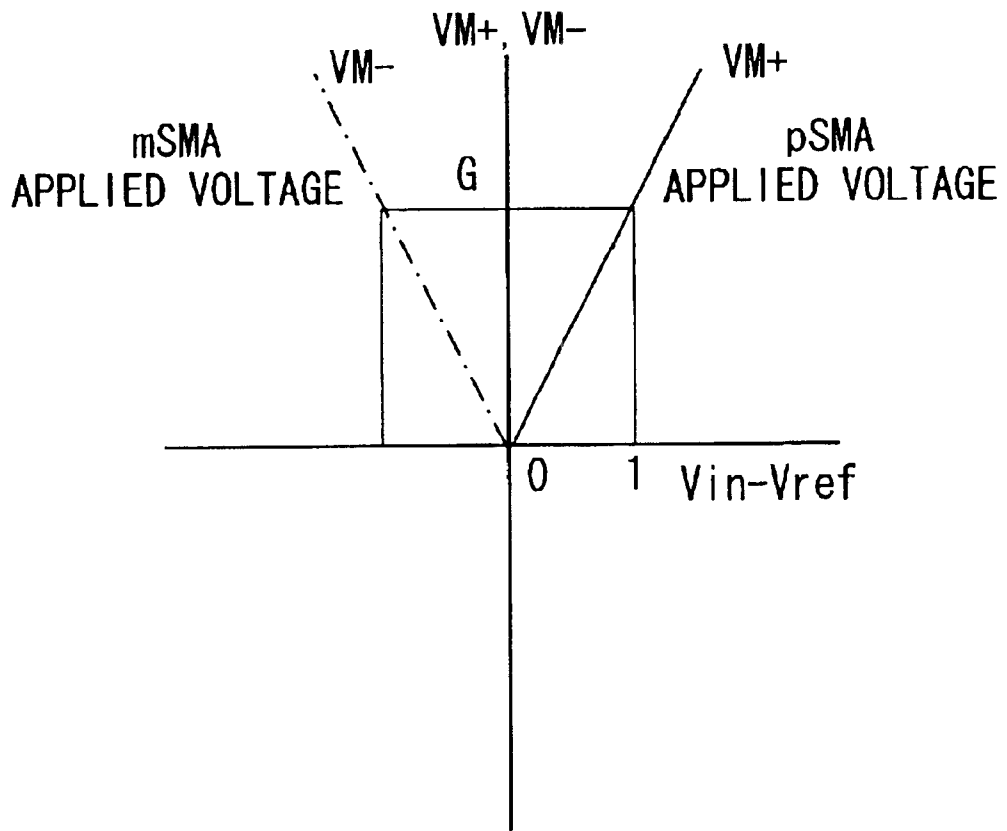 VM+, VM-
VM-
VM+
mSMA
APPLIED VOLTAGE
G
pSMA
APPLIED VOLTAGE
0
1
Vin-Vref